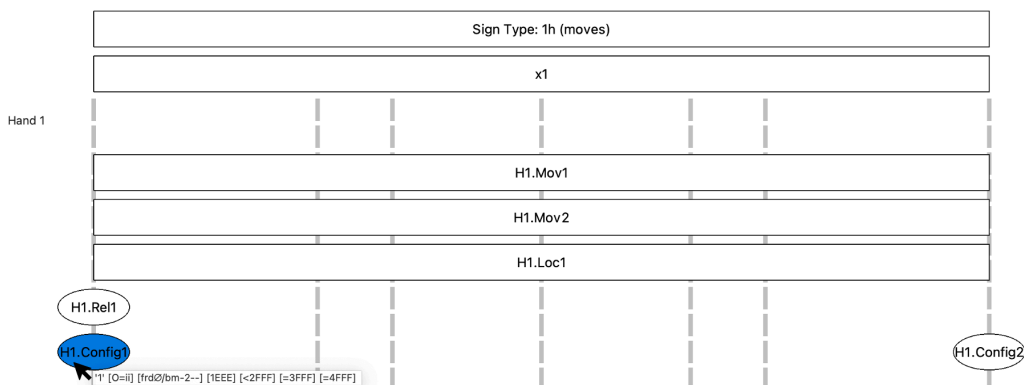 Sign Type: 1h (moves)
x1
Hand 1
H1.Mov1
H1.Mov2
H1.Loc1
H1.Rel1
H1.Config1
H1.Config2
'1' [O=ii] [frdØ/bm-2--] [1EEE] [<2FFF] [=3FFF] [=4FFF]